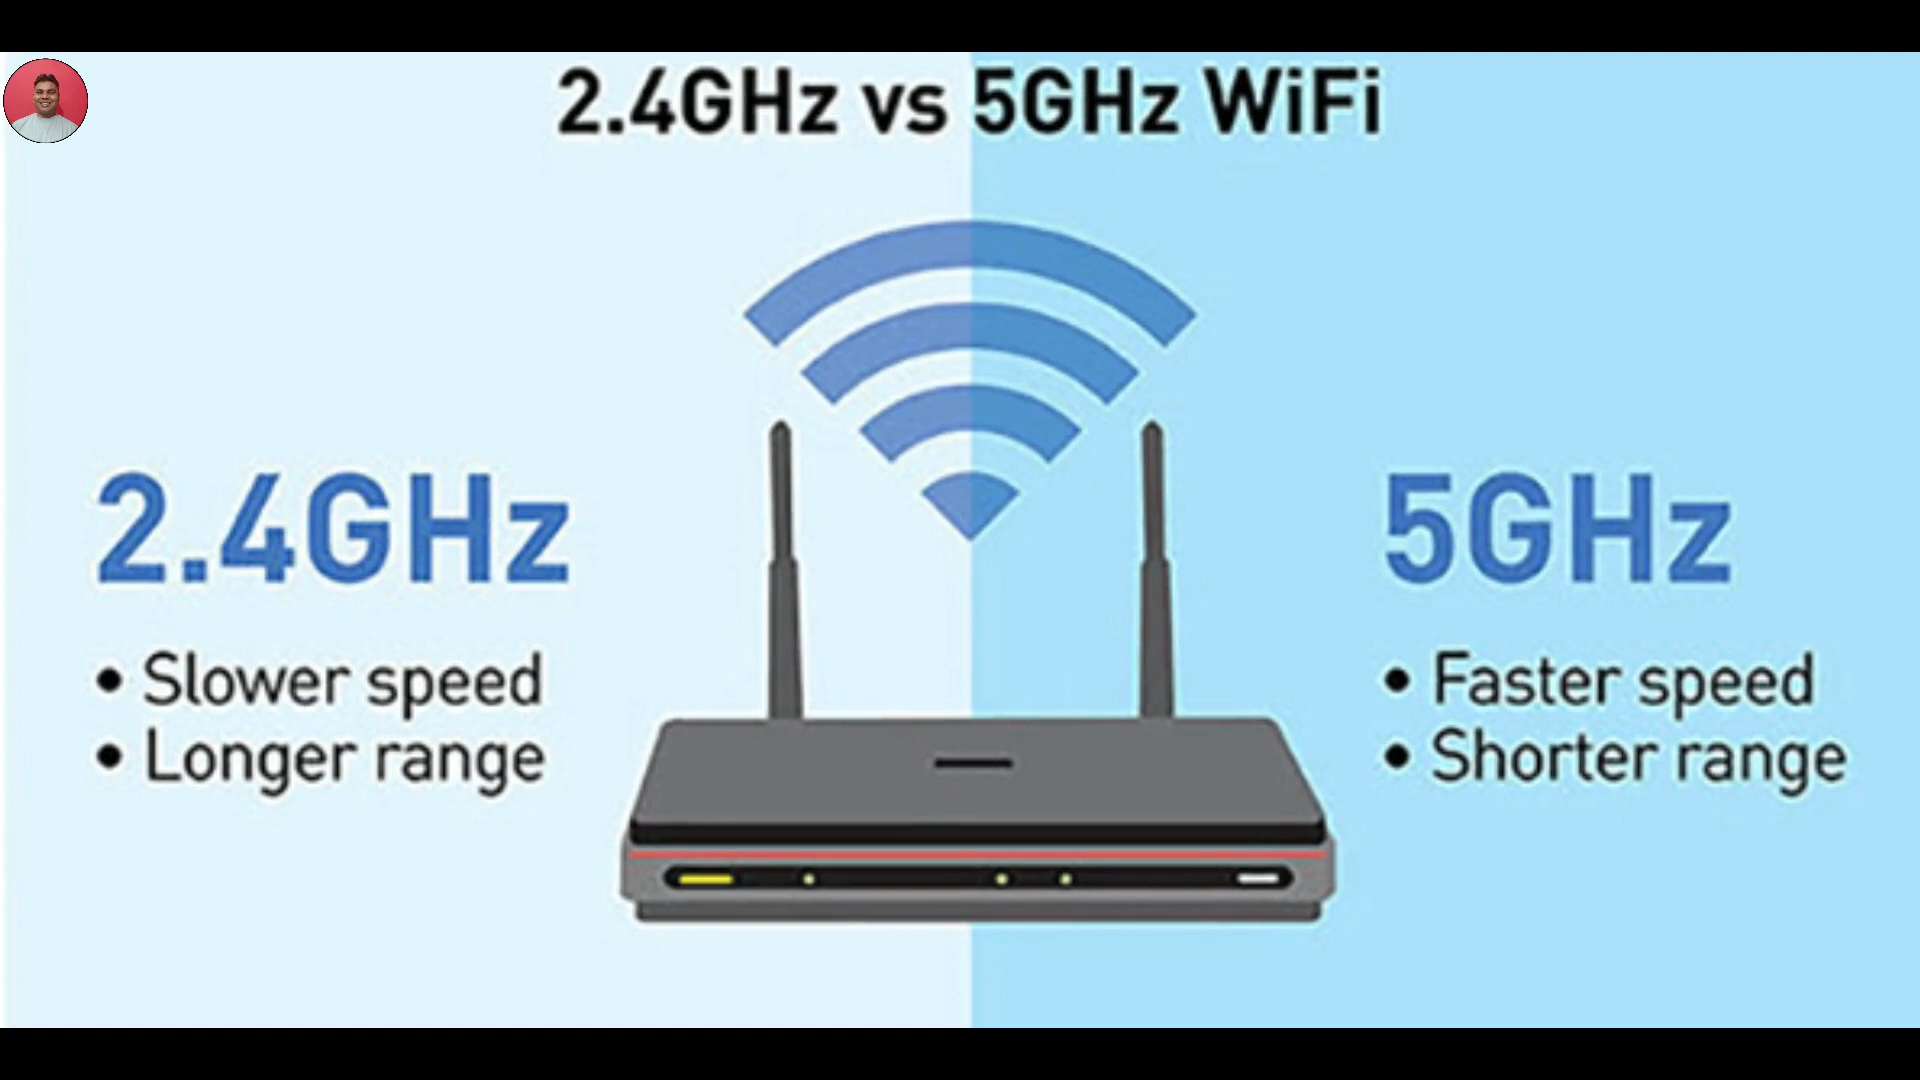 2.4GHz vs 5GHz WiFi
2.4GHz
• Slower speed
• Longer range
5GHz
• Faster speed
• Shorter range